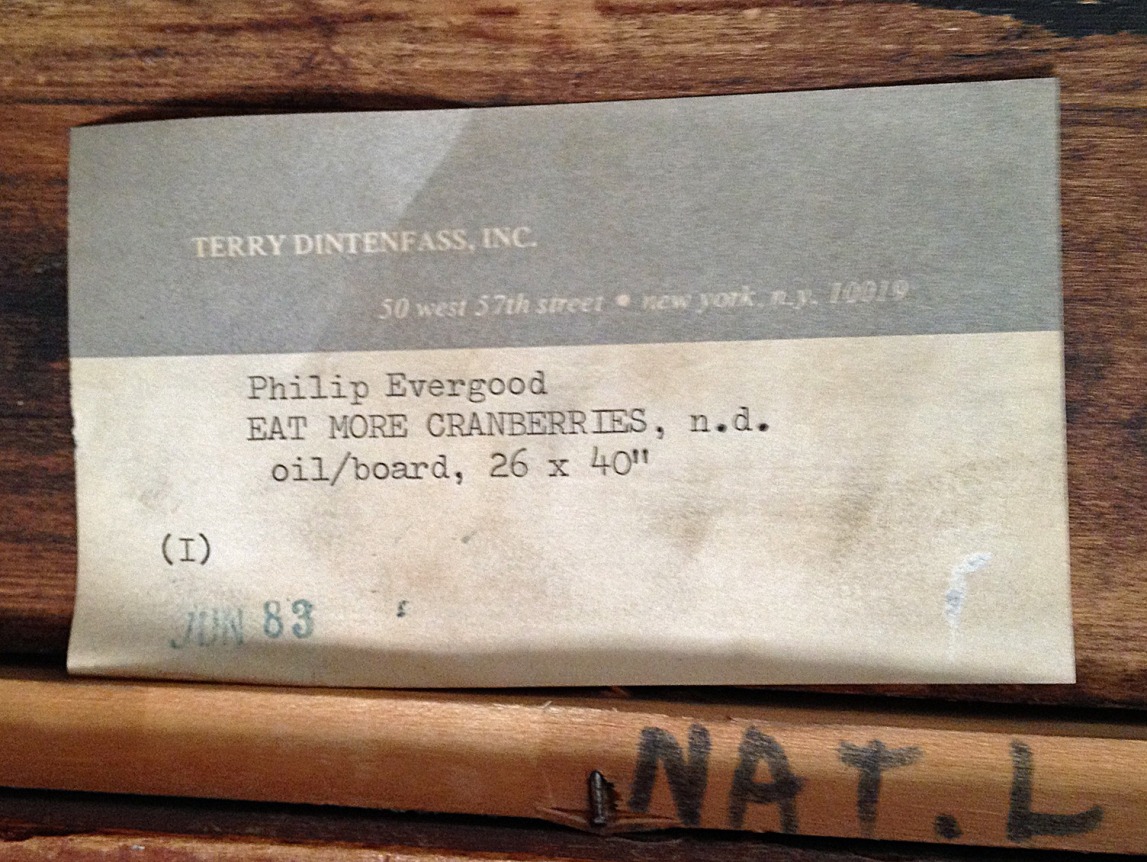 TERRY DINTENFASS, INC.
50 west 57th street • new york, n.y. 10019
Philip Evergood
EAT MORE CRANBERRIES, n.d.
oil/board, 26 x 40"
(I)
JUN 83
NAT. L